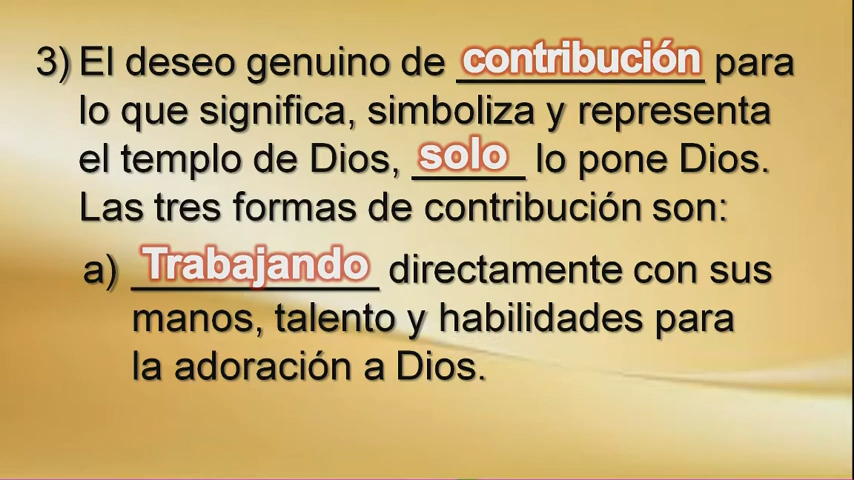 3) El deseo genuino de contribución para
lo que significa, simboliza y representa
el templo de Dios, solo lo pone Dios.
Las tres formas de contribución son:
a) Trabajando directamente con sus
manos, talento y habilidades para
la adoración a Dios.